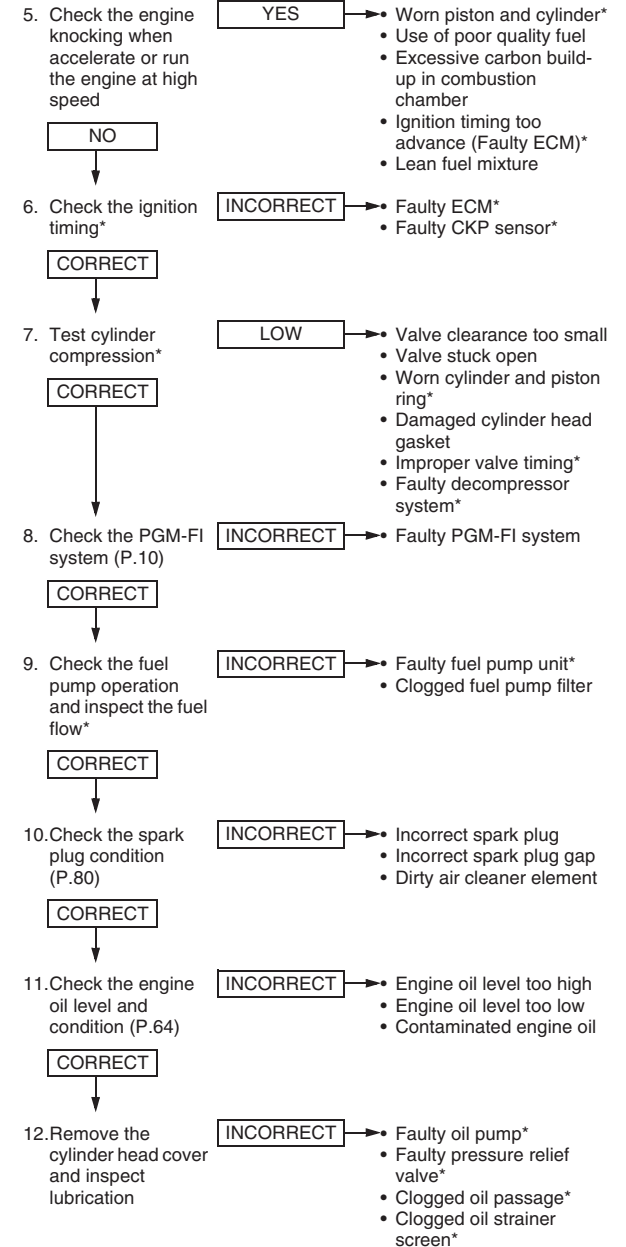 5. Check the engine
knocking when
accelerate or run
the engine at high
speed
YES
• Worn piston and cylinder*
• Use of poor quality fuel
• Excessive carbon build-
up in combustion
chamber
• Ignition timing too
advance (Faulty ECM)*
• Lean fuel mixture
NO
6. Check the ignition
timing*
INCORRECT
• Faulty ECM*
• Faulty CKP sensor*
CORRECT
7. Test cylinder
compression*
LOW
• Valve clearance too small
• Valve stuck open
• Worn cylinder and piston
ring*
• Damaged cylinder head
gasket
• Improper valve timing*
• Faulty decompressor
system*
CORRECT
8. Check the PGM-FI
system (P.10)
INCORRECT
• Faulty PGM-FI system
CORRECT
9. Check the fuel
pump operation
and inspect the fuel
flow*
INCORRECT
• Faulty fuel pump unit*
• Clogged fuel pump filter
CORRECT
10.Check the spark
plug condition
(P.80)
INCORRECT
• Incorrect spark plug
• Incorrect spark plug gap
• Dirty air cleaner element
CORRECT
11.Check the engine
oil level and
condition (P.64)
INCORRECT
• Engine oil level too high
• Engine oil level too low
• Contaminated engine oil
CORRECT
12.Remove the
cylinder head cover
and inspect
lubrication
INCORRECT
• Faulty oil pump*
• Faulty pressure relief
valve*
• Clogged oil passage*
• Clogged oil strainer
screen*